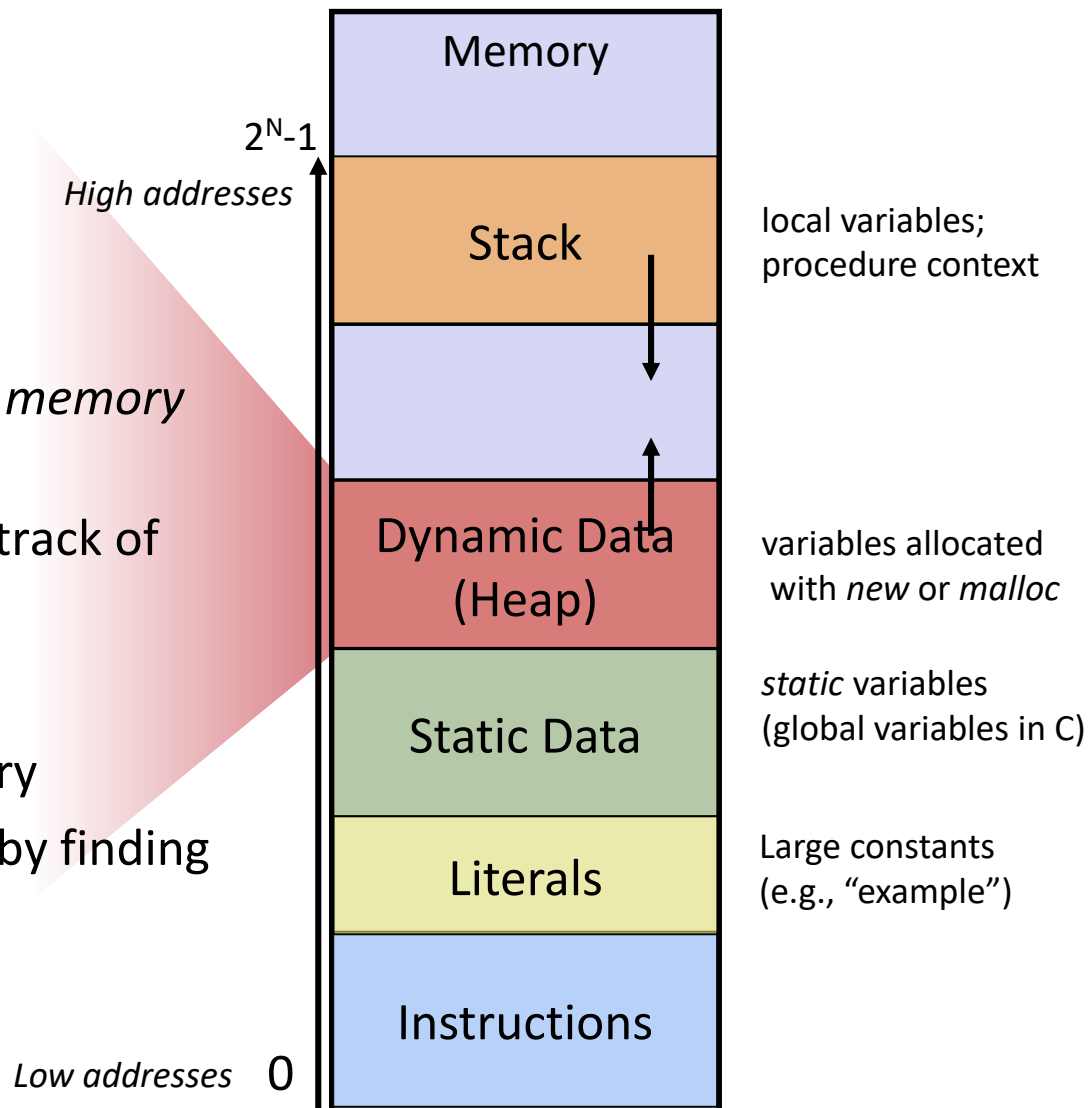 Memory
2ᴺ-1
High addresses
Stack
local variables;
procedure context
memory
track of
Dynamic Data
(Heap)
variables allocated
with new or malloc
static variables
(global variables in C)
Static Data
ry
by finding
Literals
Large constants
(e.g., “example”)
Instructions
Low addresses 0